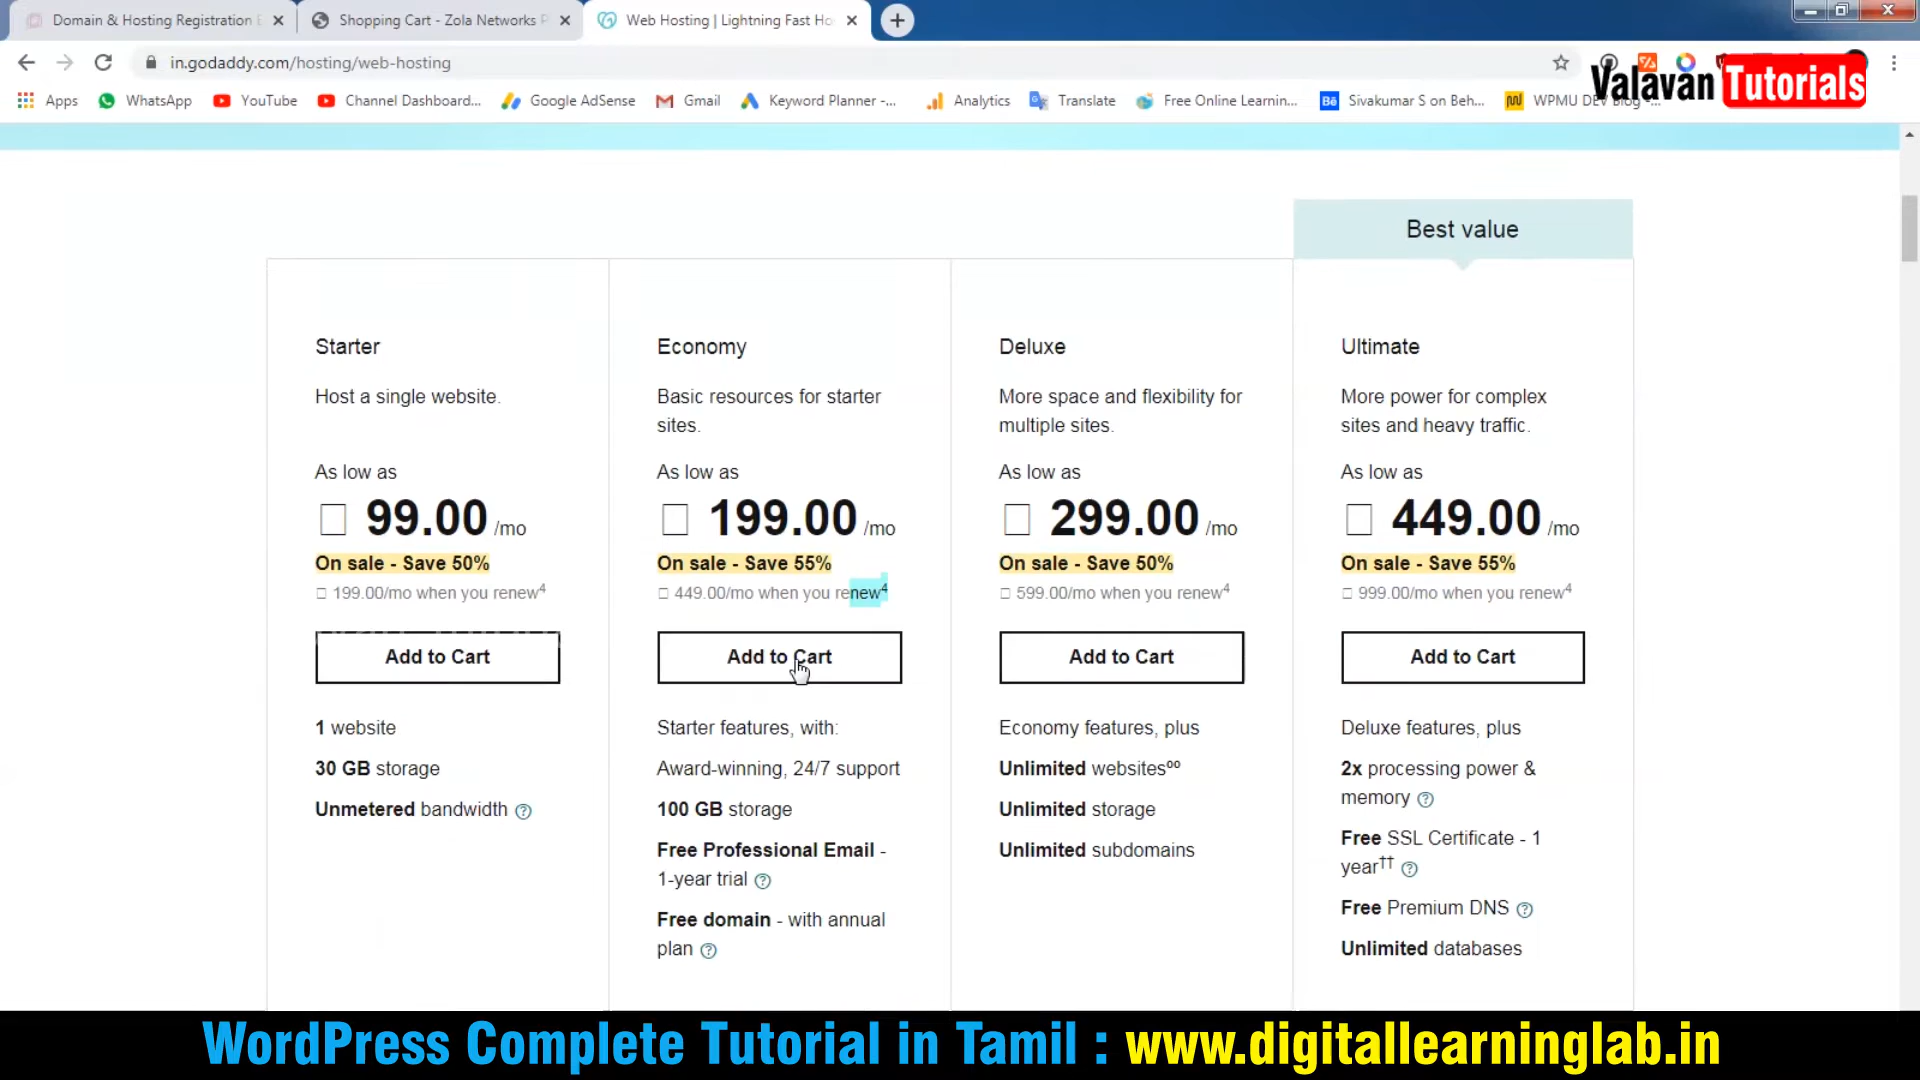 Domain & Hosting Registration
Shopping Cart - Zola Networks P
Web Hosting | Lightning Fast Ho
in.godaddy.com/hosting/web-hosting
Valavan Tutorials
Apps
WhatsApp
YouTube
Channel Dashboard...
Google AdSense
Gmail
Keyword Planner -...
Analytics
Translate
Free Online Learnin...
Sivakumar S on Beh...
WPMU DEV Blog -...
Best value
Starter
Host a single website.
As low as
99.00 /mo
On sale - Save 50%
199.00/mo when you renew4
Add to Cart
1 website
30 GB storage
Unmetered bandwidth ?
Economy
Basic resources for starter
sites.
As low as
199.00 /mo
On sale - Save 55%
449.00/mo when you renew4
Add to Cart
Starter features, with:
Award-winning, 24/7 support
100 GB storage
Free Professional Email -
1-year trial ?
Free domain - with annual
plan ?
Deluxe
More space and flexibility for
multiple sites.
As low as
299.00 /mo
On sale - Save 50%
599.00/mo when you renew4
Add to Cart
Economy features, plus
Unlimited websitesºº
Unlimited storage
Unlimited subdomains
Ultimate
More power for complex
sites and heavy traffic.
As low as
449.00 /mo
On sale - Save 55%
999.00/mo when you renew4
Add to Cart
Deluxe features, plus
2x processing power &
memory ?
Free SSL Certificate - 1
year†† ?
Free Premium DNS ?
Unlimited databases
WordPress Complete Tutorial in Tamil : www.digitallearninglab.in